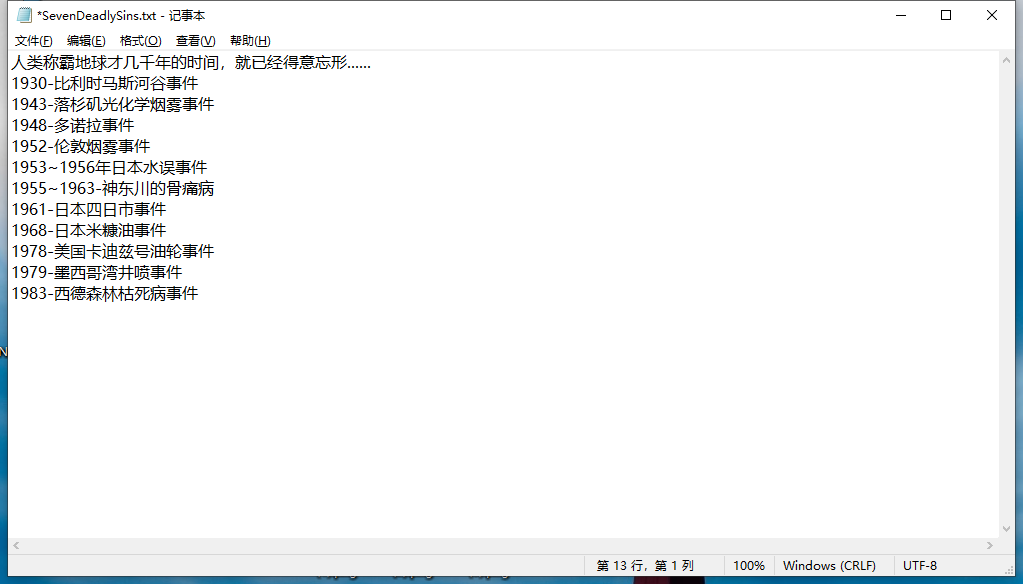 *SevenDeadlySins.txt - 记事本
文件(F) 编辑(E) 格式(O) 查看(V) 帮助(H)
人类称霸地球才几千年的时间，就已经得意忘形......
1930-比利时马斯河谷事件
1943-落杉矶光化学烟雾事件
1948-多诺拉事件
1952-伦敦烟雾事件
1953~1956年日本水误事件
1955~1963-神东川的骨痛病
1961-日本四日市事件
1968-日本米糠油事件
1978-美国卡迪兹号油轮事件
1979-墨西哥湾井喷事件
1983-西德森林枯死病事件
第 13 行，第 1 列 100% Windows (CRLF) UTF-8